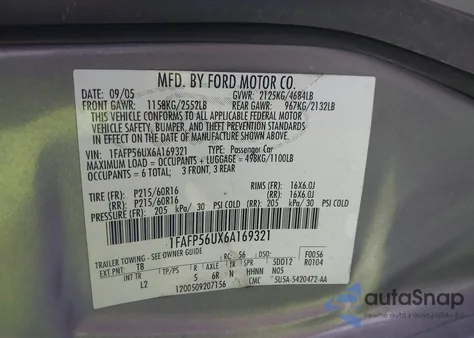 MFD. BY FORD MOTOR CO.
DATE: 09/05 GVWR: 2125KG/4684LB
FRONT GAWR: 1158KG/2552LB REAR GAWR: 967KG/2132LB
THIS VEHICLE CONFORMS TO ALL APPLICABLE FEDERAL MOTOR
VEHICLE SAFETY, BUMPER, AND THEFT PREVENTION STANDARDS
IN EFFECT ON THE DATE OF MANUFACTURE SHOWN ABOVE.
VIN: 1FAFP56UX6A169321 TYPE: Passenger Car
MAXIMUM LOAD = OCCUPANTS + LUGGAGE = 498KG/1100LB
OCCUPANTS = 6 TOTAL; 3 FRONT, 3 REAR
TIRE (FR): P215/60R16 RIMS (FR): 16X6.0J
(RR): P215/60R16 (RR): 16X6.0J
PRESSURE (FR): 205 kPa/ 30 PSI COLD (RR): 205 kPa/ 30 PSI COLD
1FAFP56UX6A169321
TRAILER TOWING - SEE OWNER GUIDE RC: 56 DSO: F0056
EXT PNT: T8 5DD12 R0104
INT TR TP/PS R AXLE TR SPR
L2 5 6R N HHNN N05
1200509207156 CMC 5U5A-5420472-AA
autoSnap